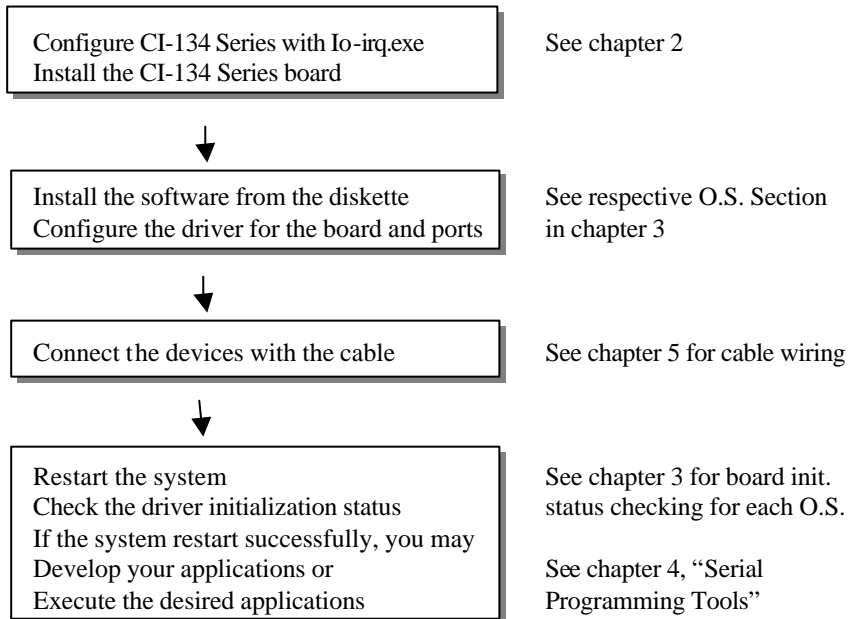 Configure CI-134 Series with Io-irq.exe
Install the CI-134 Series board
See chapter 2
Install the software from the diskette
Configure the driver for the board and ports
See respective O.S. Section
in chapter 3
Connect the devices with the cable
See chapter 5 for cable wiring
Restart the system
Check the driver initialization status
If the system restart successfully, you may
Develop your applications or
Execute the desired applications
See chapter 3 for board init.
status checking for each O.S.
See chapter 4, “Serial
Programming Tools”